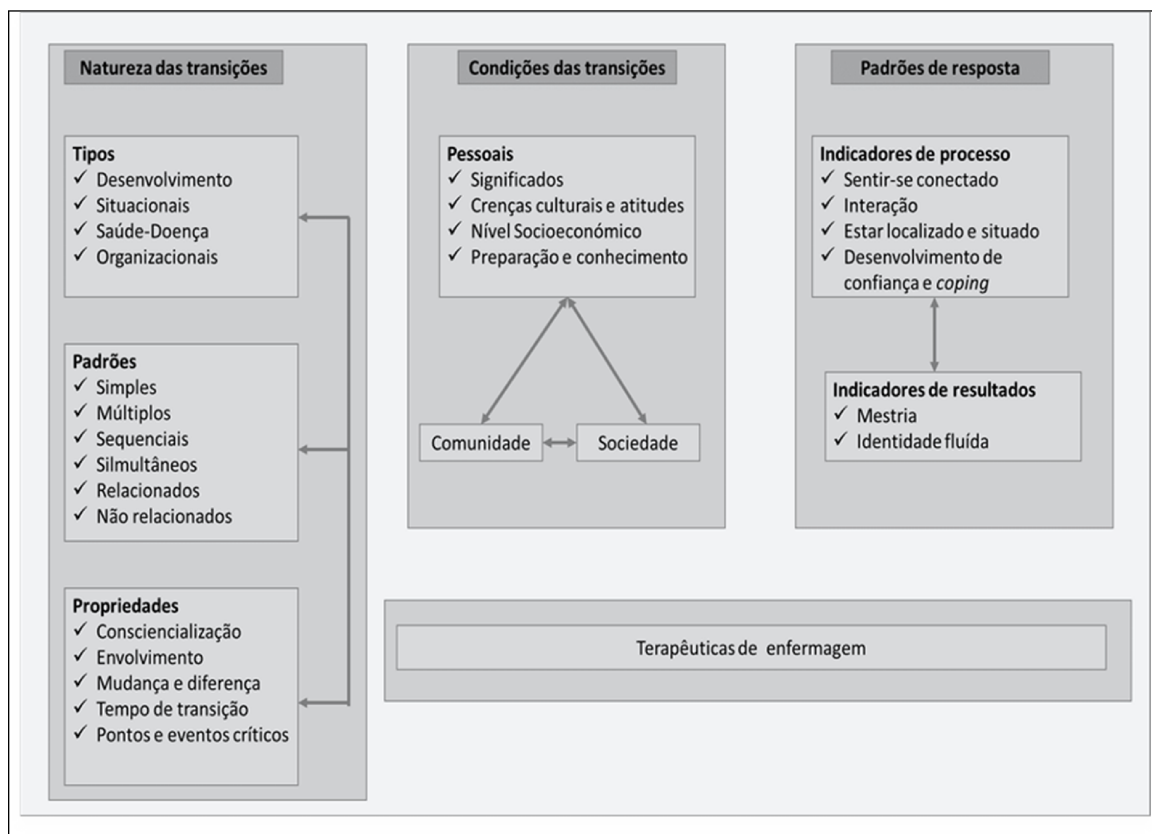 Natureza das transições
Tipos
✓ Desenvolvimento
✓ Situacionais
✓ Saúde-Doença
✓ Organizacionais
Padrões
✓ Simples
✓ Múltiplos
✓ Sequenciais
✓ Silmultâneos
✓ Relacionados
✓ Não relacionados
Propriedades
✓ Consciencialização
✓ Envolvimento
✓ Mudança e diferença
✓ Tempo de transição
✓ Pontos e eventos críticos
Condições das transições
Pessoais
✓ Significados
✓ Crenças culturais e atitudes
✓ Nível Socioeconómico
✓ Preparação e conhecimento
Comunidade
Sociedade
Padrões de resposta
Indicadores de processo
✓ Sentir-se conectado
✓ Interação
✓ Estar localizado e situado
✓ Desenvolvimento de
confiança e coping
Indicadores de resultados
✓ Mestria
✓ Identidade fluída
Terapêuticas de enfermagem